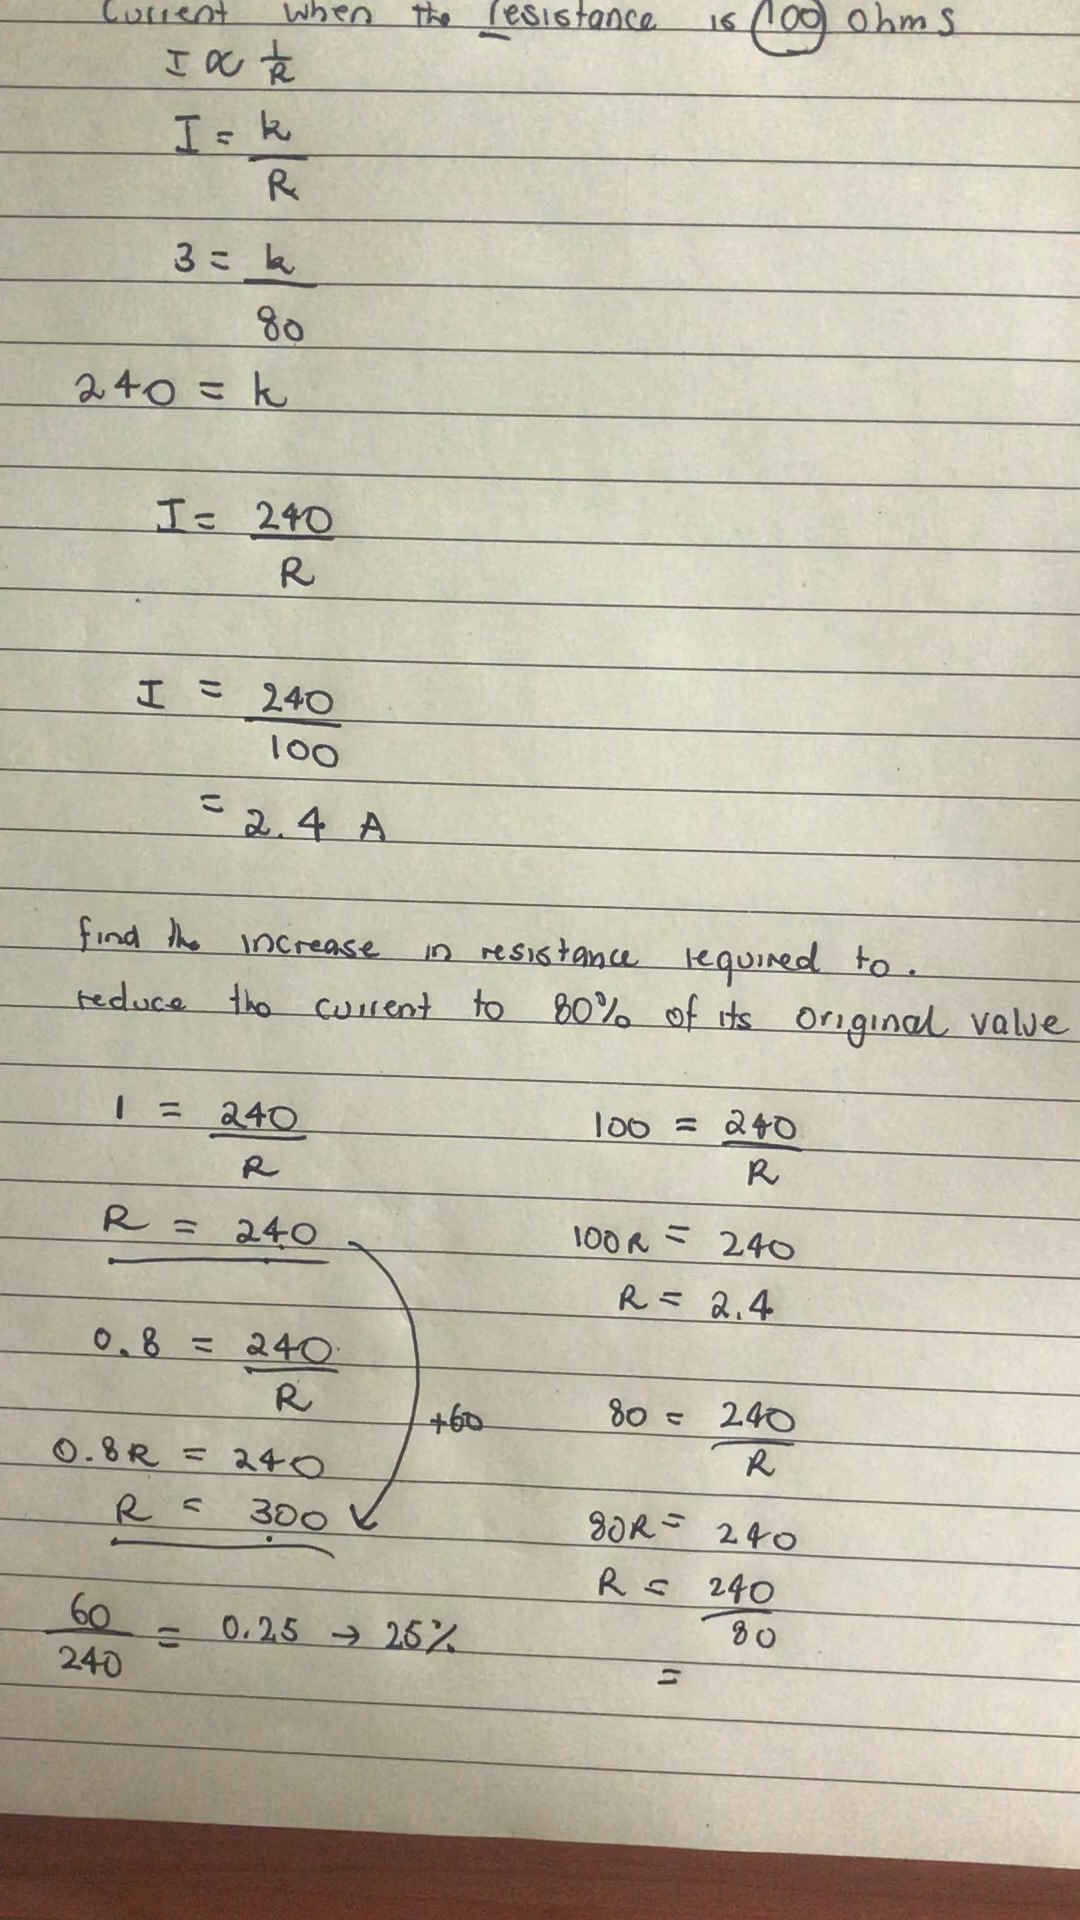 Current when the resistance is 100 ohms
I ∝ 1/R
I = k/R
3 = k/80
240 = k
I = 240/R
I = 240/100
= 2.4 A
find the increase in resistance required to.
reduce the current to 80% of its original value
1 = 240/R
R = 240
0.8 = 240/R
0.8R = 240
R = 300
+60
60/240 = 0.25 → 25%
100 = 240/R
100R = 240
R = 2.4
80 = 240/R
80R = 240
R = 240/80
=